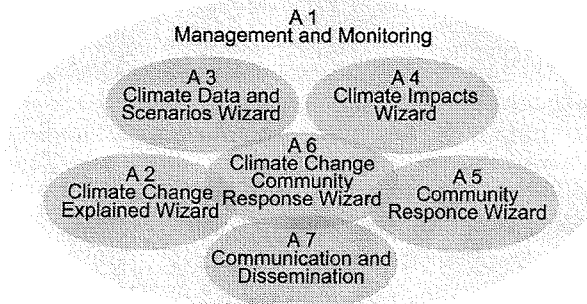 A 1
Management and Monitoring
A 3
Climate Data and
Scenarios Wizard
A 4
Climate Impacts
Wizard
A 6
Climate Change
Community
Response Wizard
A 2
Climate Change
Explained Wizard
A 5
Community
Responce Wizard
A 7
Communication and
Dissemination